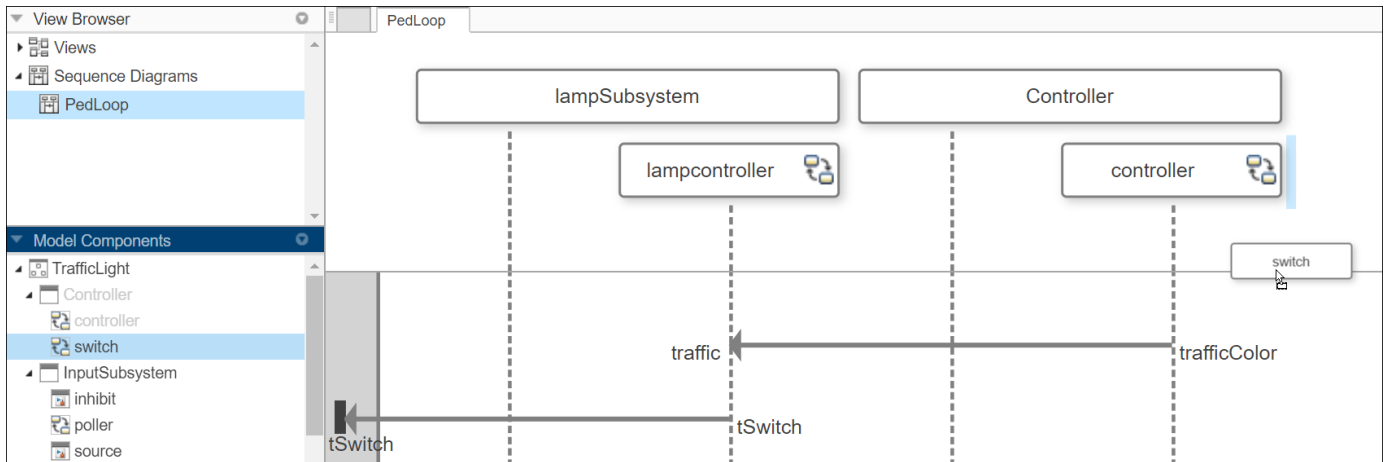 View Browser
Views
Sequence Diagrams
PedLoop
Model Components
TrafficLight
Controller
controller
switch
InputSubsystem
inhibit
poller
source
PedLoop
lampSubsystem
Controller
lampcontroller
controller
switch
traffic
trafficColor
tSwitch
tSwitch